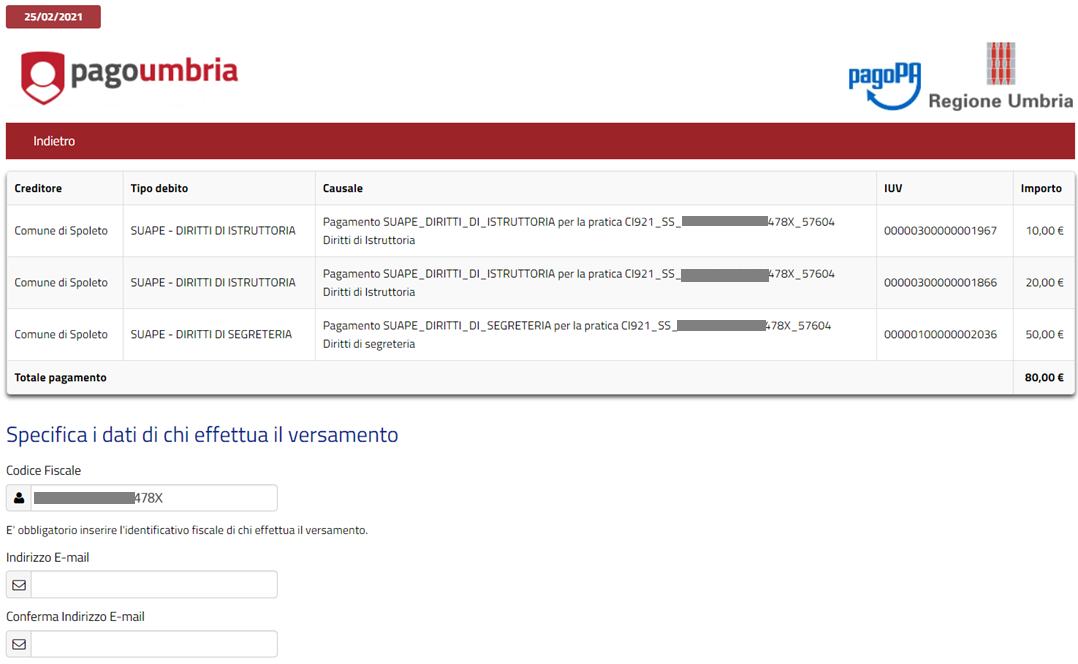 25/02/2021
pagoumbria
pagoPA
Regione Umbria
Indietro
Creditore Tipo debito Causale IUV Importo
Comune di Spoleto SUAPE - DIRITTI DI ISTRUTTORIA Pagamento SUAPE_DIRITTI_DI_ISTRUTTORIA per la pratica CI921_SS_ 478X_57604 00000300000001967 10,00 €
Diritti di Istruttoria
Comune di Spoleto SUAPE - DIRITTI DI ISTRUTTORIA Pagamento SUAPE_DIRITTI_DI_ISTRUTTORIA per la pratica CI921_SS_ 478X_57604 00000300000001866 20,00 €
Diritti di Istruttoria
Comune di Spoleto SUAPE - DIRITTI DI SEGRETERIA Pagamento SUAPE_DIRITTI_DI_SEGRETERIA per la pratica CI921_SS_ 478X_57604 00000100000002036 50,00 €
Diritti di segreteria
Totale pagamento 80,00 €
Specifica i dati di chi effettua il versamento
Codice Fiscale
478X
E' obbligatorio inserire l'identificativo fiscale di chi effettua il versamento.
Indirizzo E-mail
Conferma Indirizzo E-mail